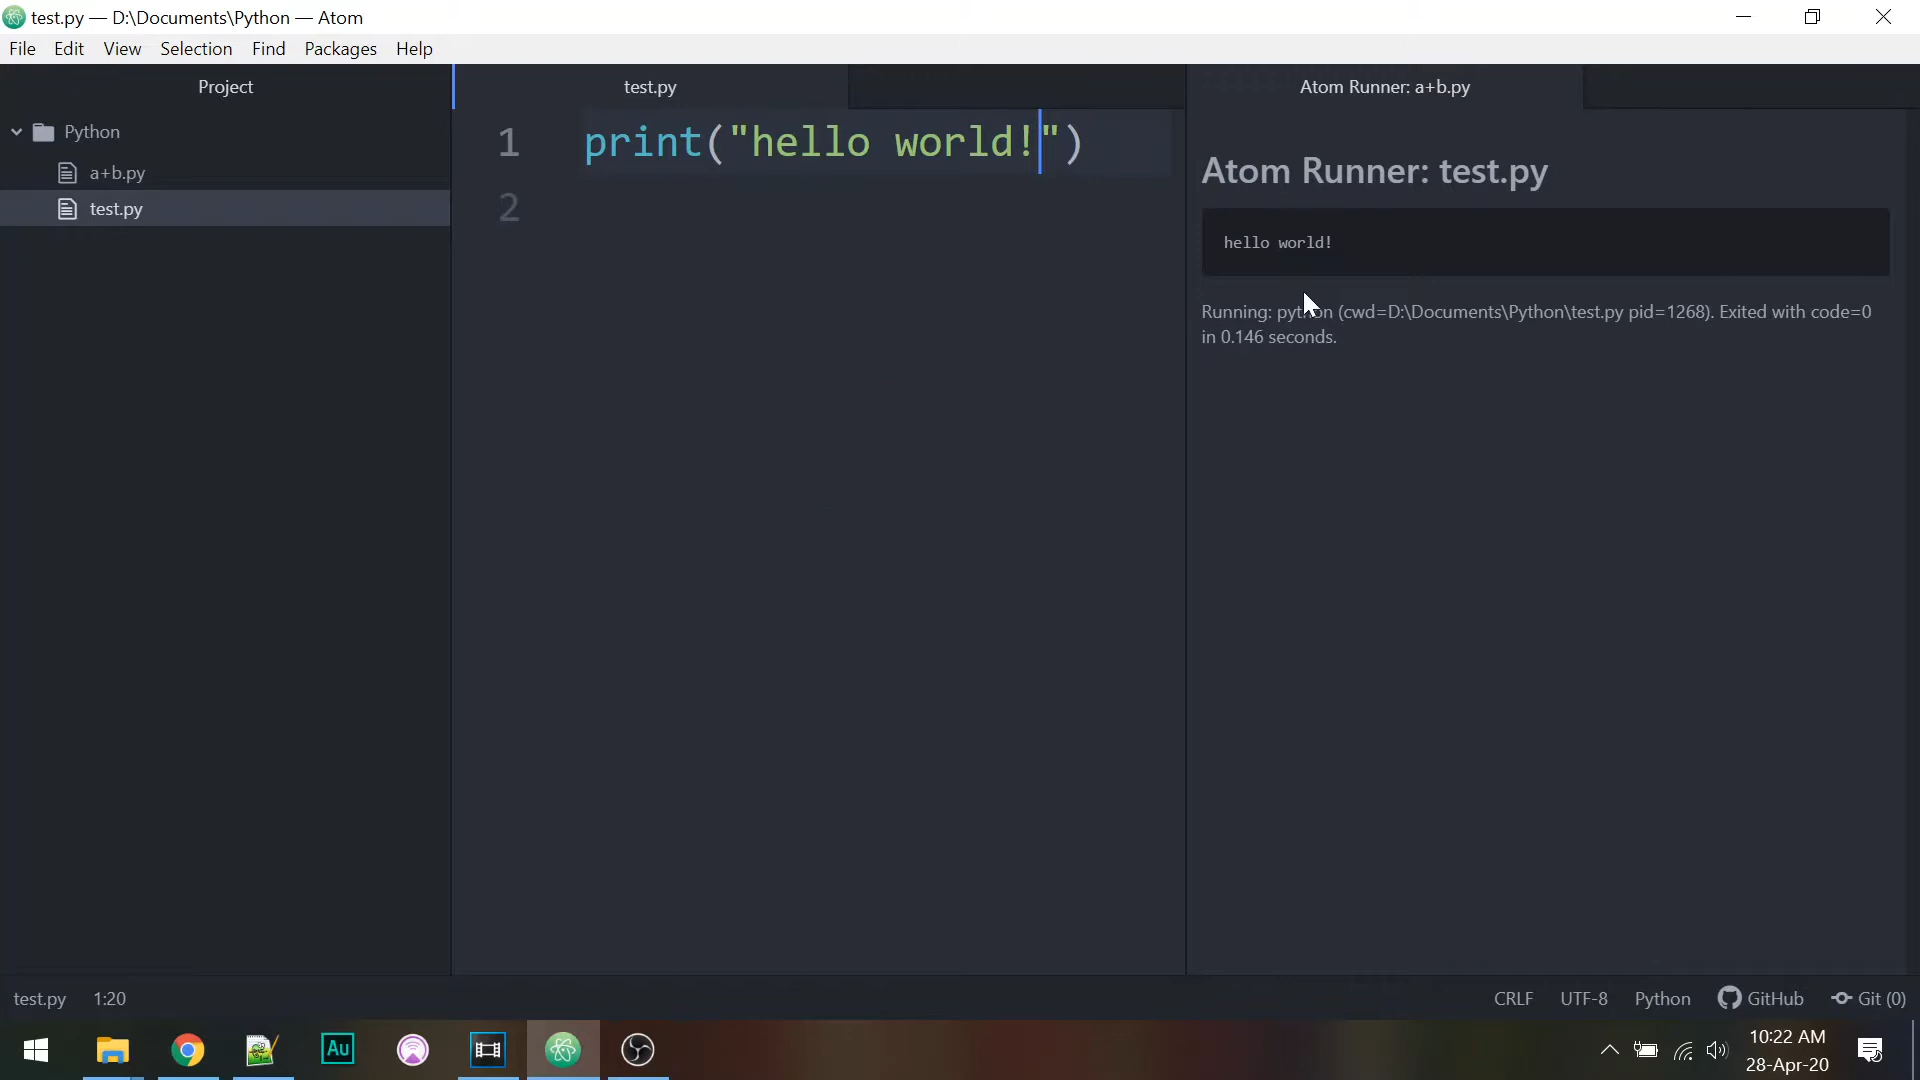 test.py — D:\Documents\Python — Atom
File Edit View Selection Find Packages Help
Project
Python
a+b.py
test.py
test.py
1 print("hello world!")
2
Atom Runner: a+b.py
Atom Runner: test.py
hello world!
Running: python (cwd=D:\Documents\Python\test.py pid=1268). Exited with code=0
in 0.146 seconds.
test.py 1:20
CRLF UTF-8 Python GitHub Git (0)
Au
10:22 AM
28-Apr-20